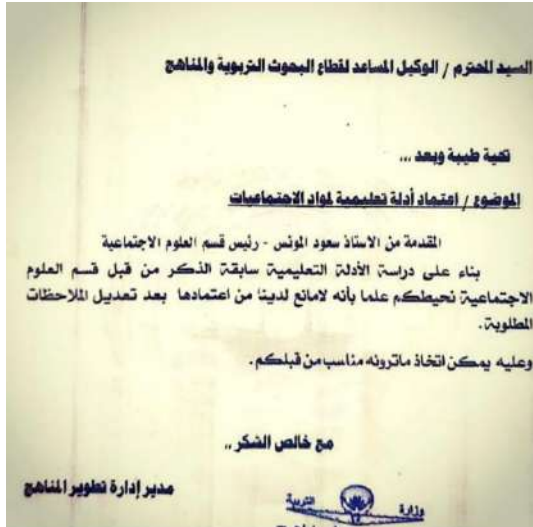 السيد المحترم / الوكيل المساعد لقطاع البحوث التربوية والمناهج
تحية طيبة وبعد ,,,
الموضوع / اعتماد أدلة تعليمية لمواد الاجتماعيات
المقدمة من الاستاذ سعود المونس - رئيس قسم العلوم الاجتماعية
بناء على دراسة الأدلة التعليمية سابقة الذكر من قبل قسم العلوم
الاجتماعية نحيطكم علما بأنه لامانع لدينا من اعتمادها بعد تعديل الملاحظات
المطلوبة.
وعليه يمكن اتخاذ ماترونه مناسب من قبلكم.
مع خالص الشكر ,,
مدير إدارة تطوير المناهج
وزارة التربية